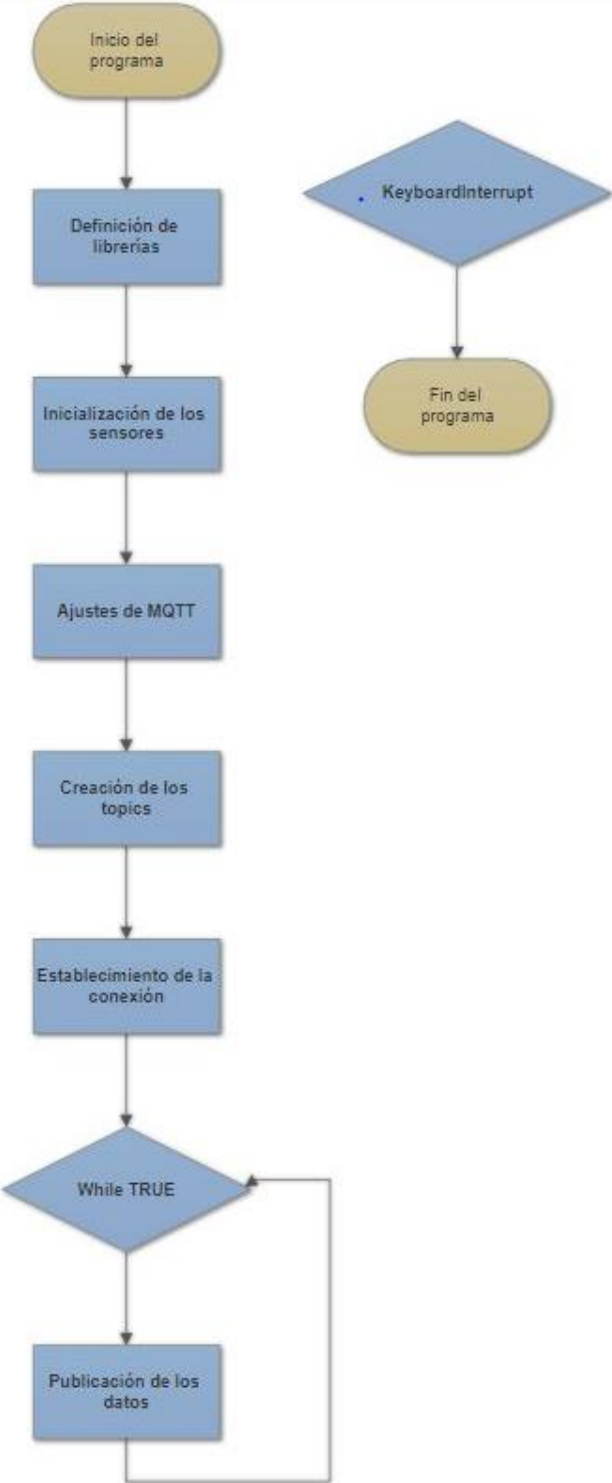 Inicio del
programa
KeyboardInterrupt
Definición de
librerías
Fin del
programa
Inicialización de los
sensores
Ajustes de MQTT
Creación de los
topics
Establecimiento de la
conexión
While TRUE
Publicación de los
datos